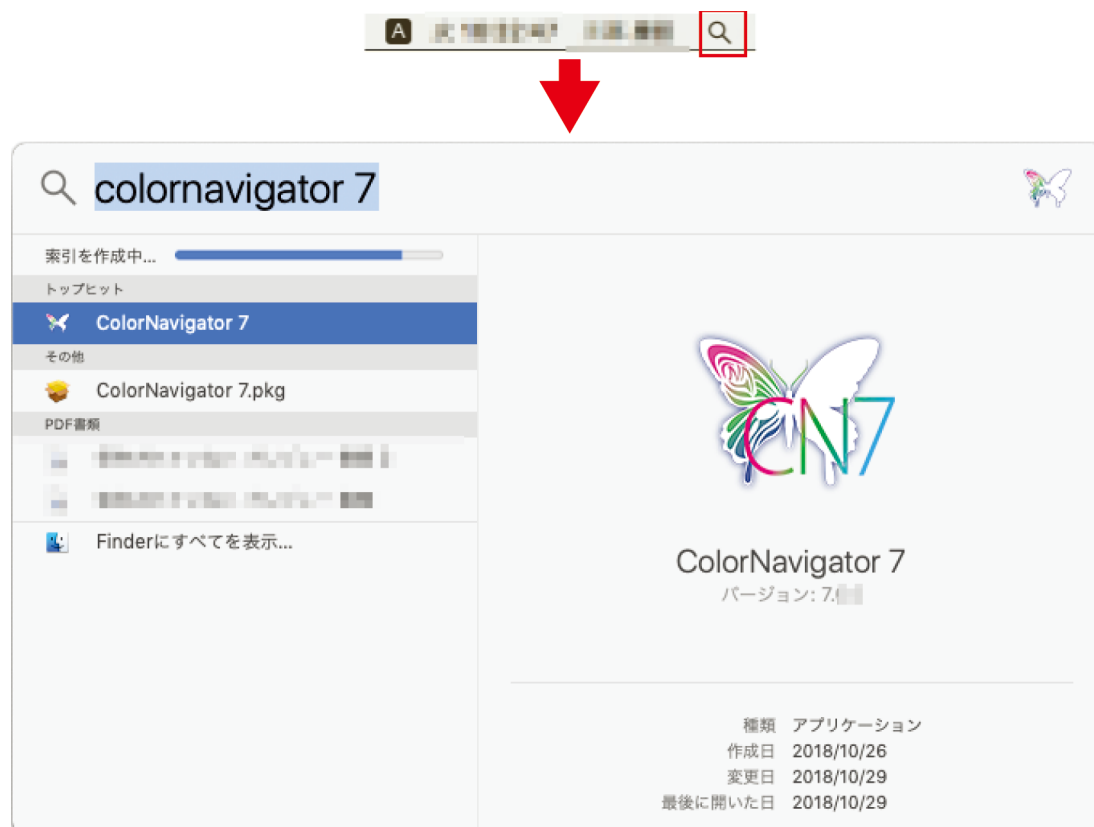 A
colornavigator 7
索引を作成中...
トップヒット
ColorNavigator 7
その他
ColorNavigator 7.pkg
PDF書類
Finderにすべてを表示...
CN7
ColorNavigator 7
バージョン: 7.
種類 アプリケーション
作成日 2018/10/26
変更日 2018/10/29
最後に開いた日 2018/10/29